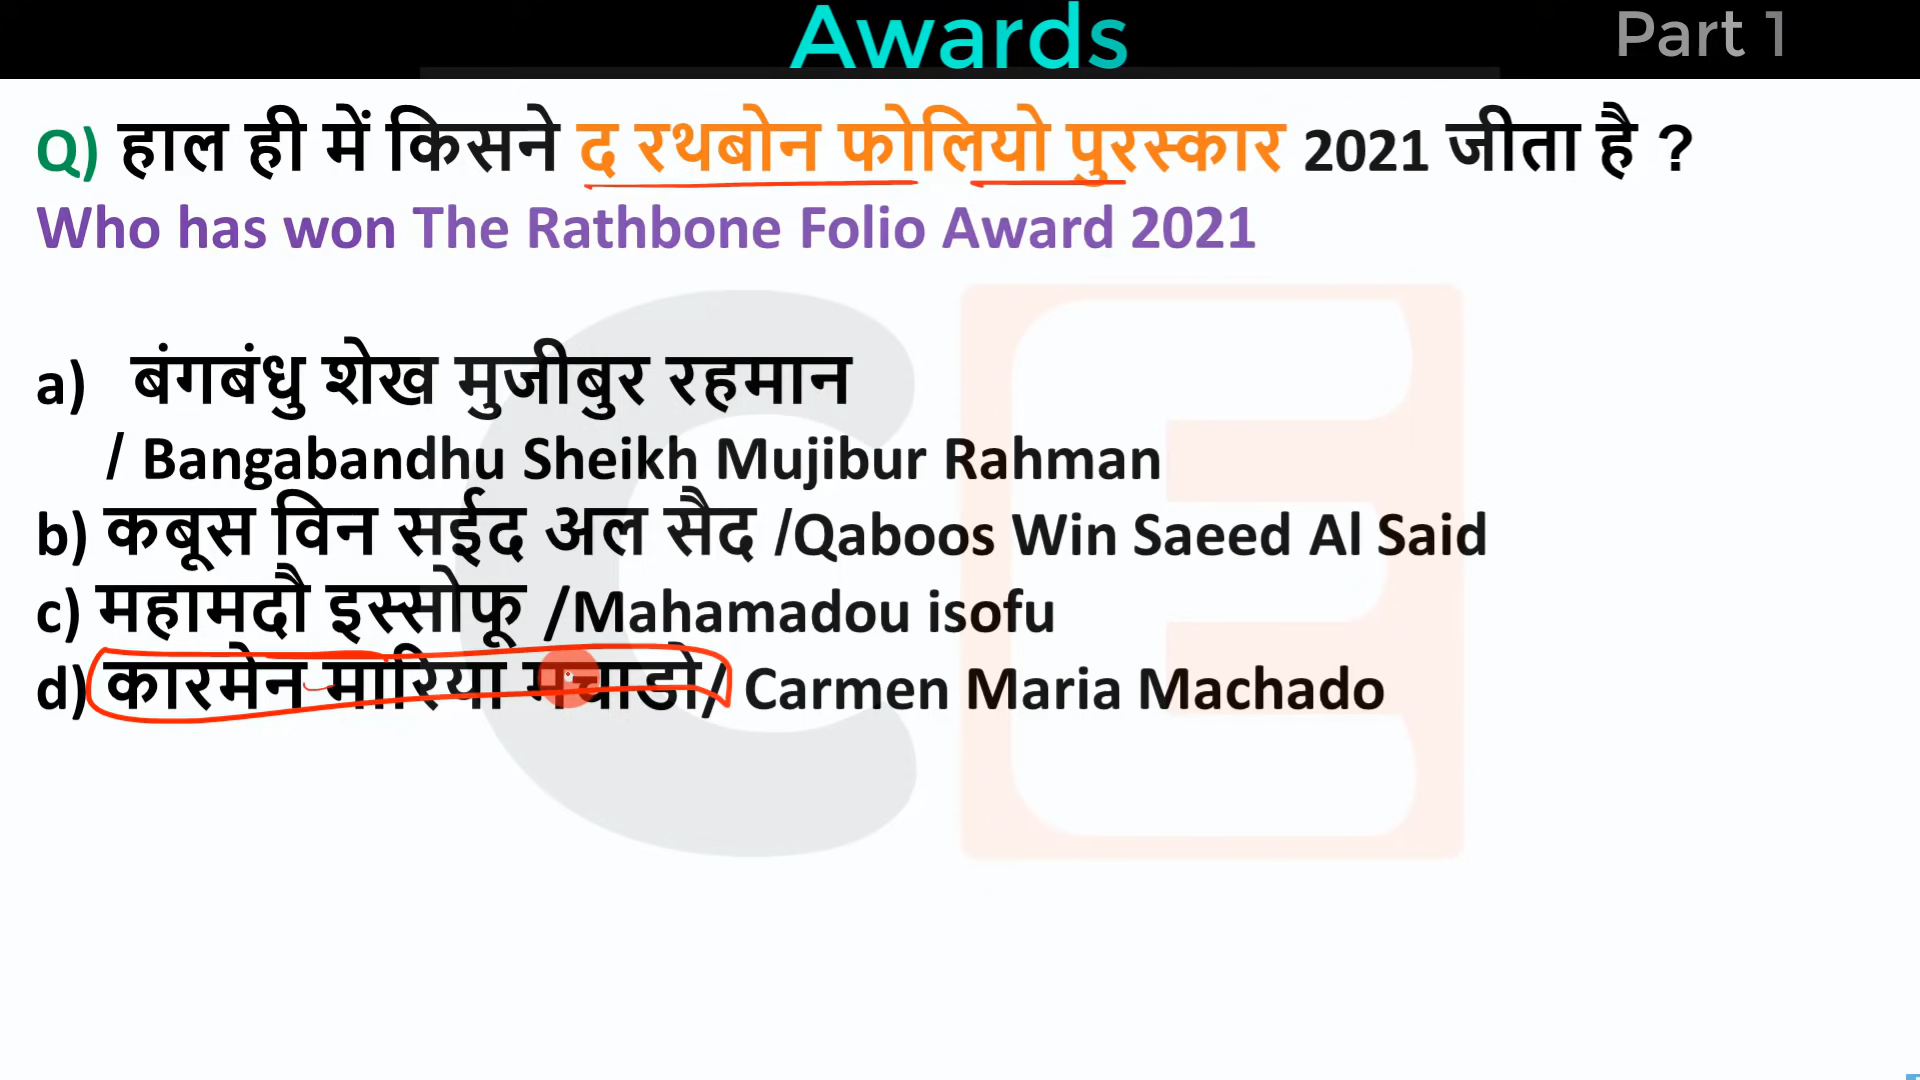 Awards
Part 1
Q) हाल ही में किसने द रथबोन फोलियो पुरस्कार 2021 जीता है ?
Who has won The Rathbone Folio Award 2021
a) बंगबंधु शेख मुजीबुर रहमान
/ Bangabandhu Sheikh Mujibur Rahman
b) कबूस विन सईद अल सैद /Qaboos Win Saeed Al Said
c) महामदौ इस्सोफू /Mahamadou isofu
d) कारमेन मारिया मचाडो/ Carmen Maria Machado
CE